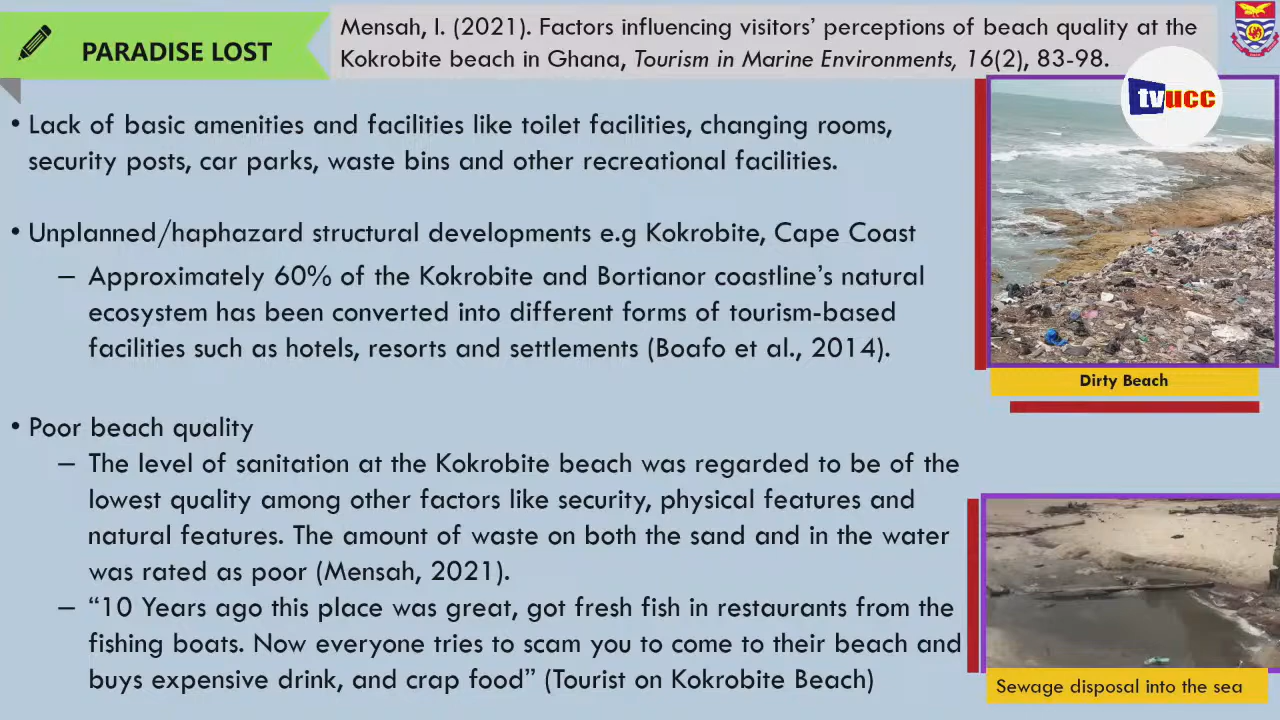 PARADISE LOST
Mensah, I. (2021). Factors influencing visitors’ perceptions of beach quality at the
Kokrobite beach in Ghana, Tourism in Marine Environments, 16(2), 83-98.
tvucc
• Lack of basic amenities and facilities like toilet facilities, changing rooms,
security posts, car parks, waste bins and other recreational facilities.
• Unplanned/haphazard structural developments e.g Kokrobite, Cape Coast
– Approximately 60% of the Kokrobite and Bortianor coastline’s natural
ecosystem has been converted into different forms of tourism-based
facilities such as hotels, resorts and settlements (Boafo et al., 2014).
• Poor beach quality
– The level of sanitation at the Kokrobite beach was regarded to be of the
lowest quality among other factors like security, physical features and
natural features. The amount of waste on both the sand and in the water
was rated as poor (Mensah, 2021).
– “10 Years ago this place was great, got fresh fish in restaurants from the
fishing boats. Now everyone tries to scam you to come to their beach and
buys expensive drink, and crap food” (Tourist on Kokrobite Beach)
Dirty Beach
Sewage disposal into the sea